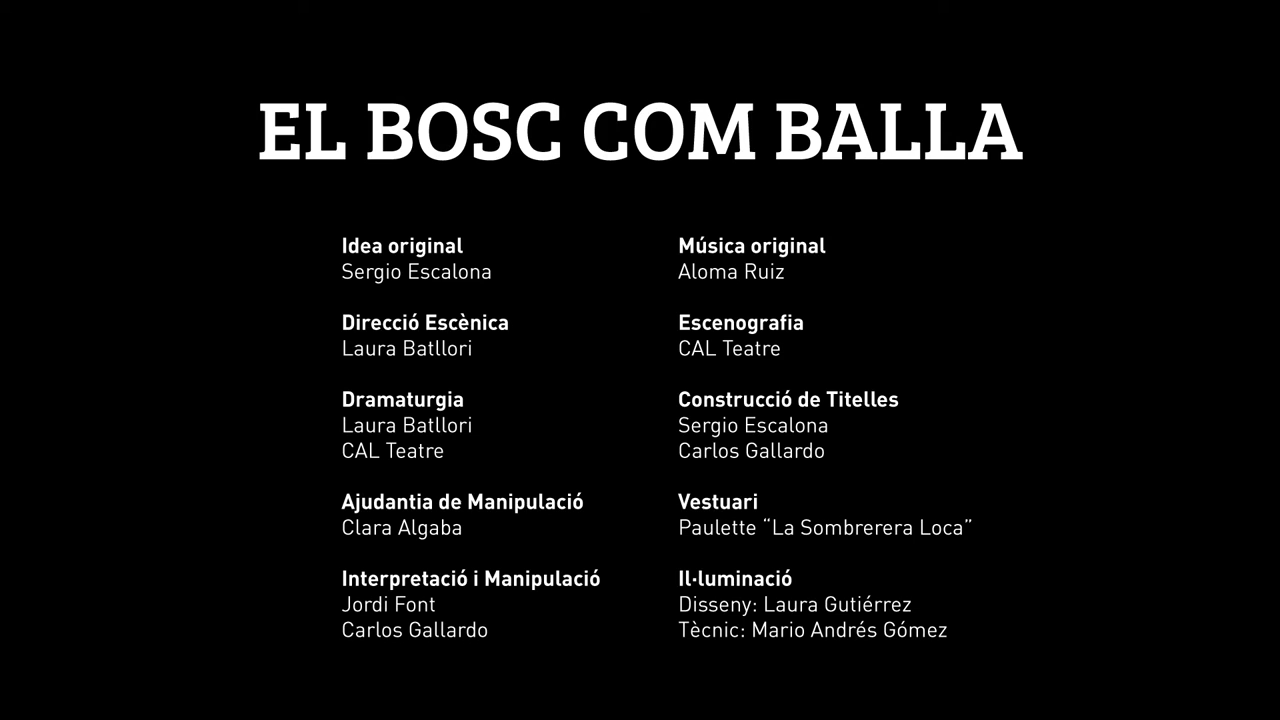 EL BOSC COM BALLA
Idea original
Sergio Escalona
Direcció Escènica
Laura Batllori
Dramaturgia
Laura Batllori
CAL Teatre
Ajudantia de Manipulació
Clara Algaba
Interpretació i Manipulació
Jordi Font
Carlos Gallardo
Música original
Aloma Ruiz
Escenografia
CAL Teatre
Construcció de Titelles
Sergio Escalona
Carlos Gallardo
Vestuari
Paulette “La Sombrerera Loca”
Il·luminació
Disseny: Laura Gutiérrez
Tècnic: Mario Andrés Gómez